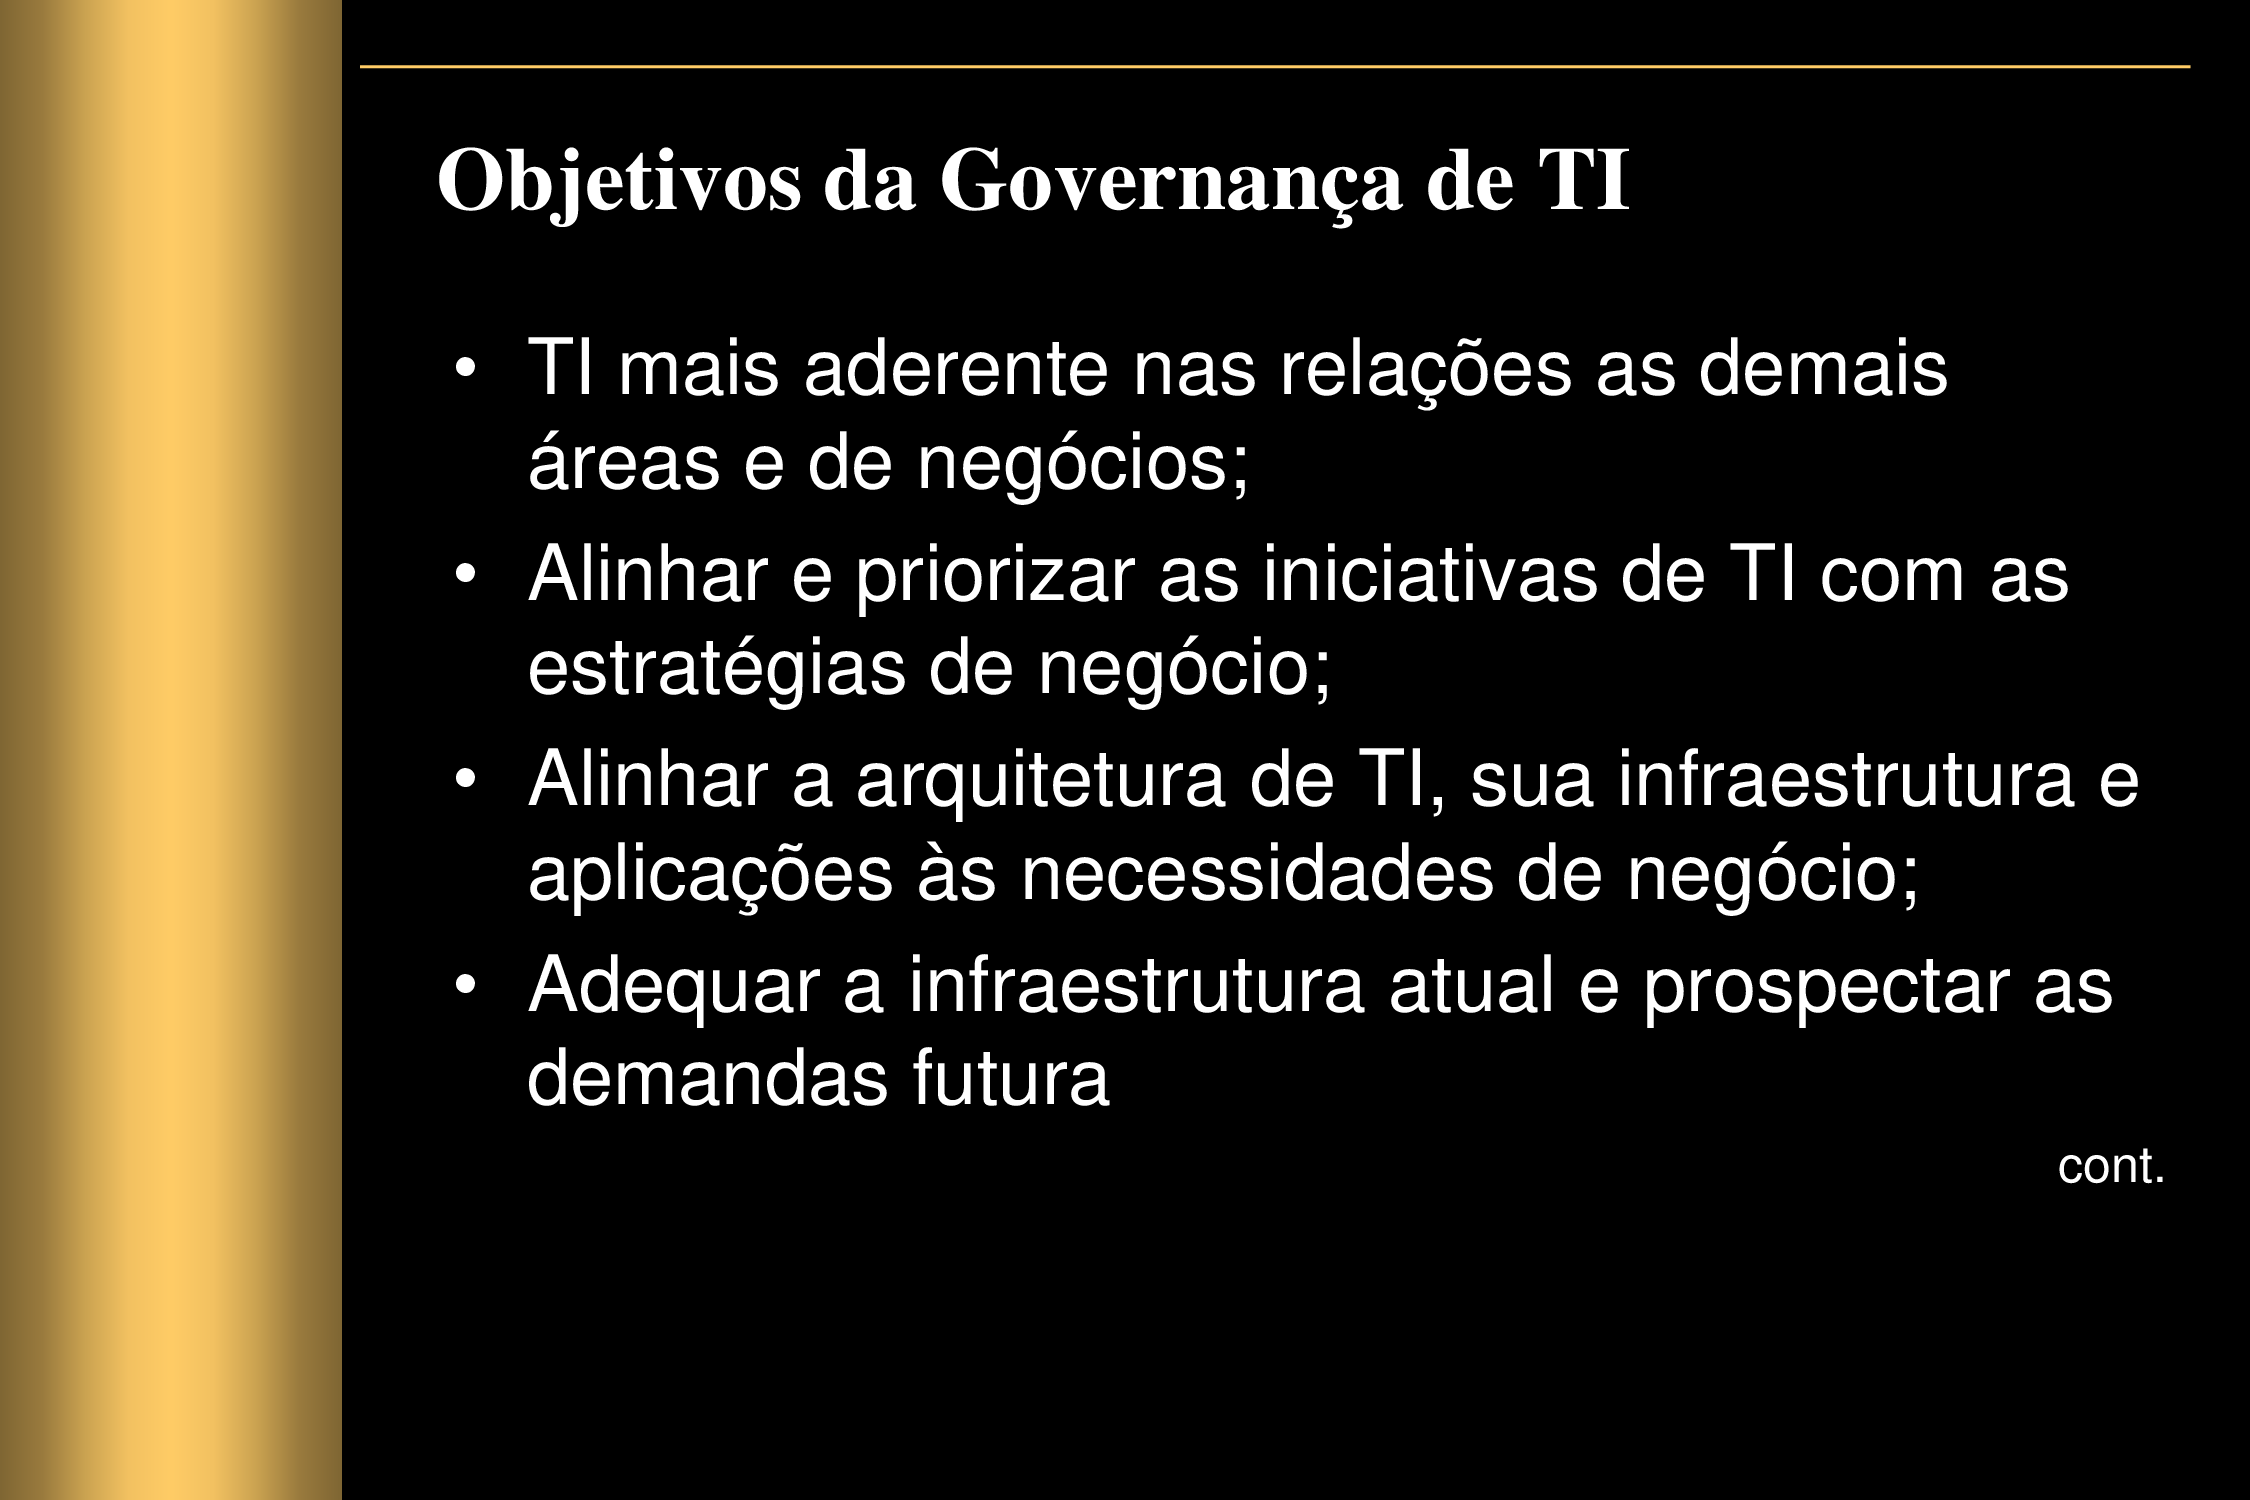 Objetivos da Governança de TI
• TI mais aderente nas relações as demais
áreas e de negócios;
• Alinhar e priorizar as iniciativas de TI com as
estratégias de negócio;
• Alinhar a arquitetura de TI, sua infraestrutura e
aplicações às necessidades de negócio;
• Adequar a infraestrutura atual e prospectar as
demandas futura
cont.